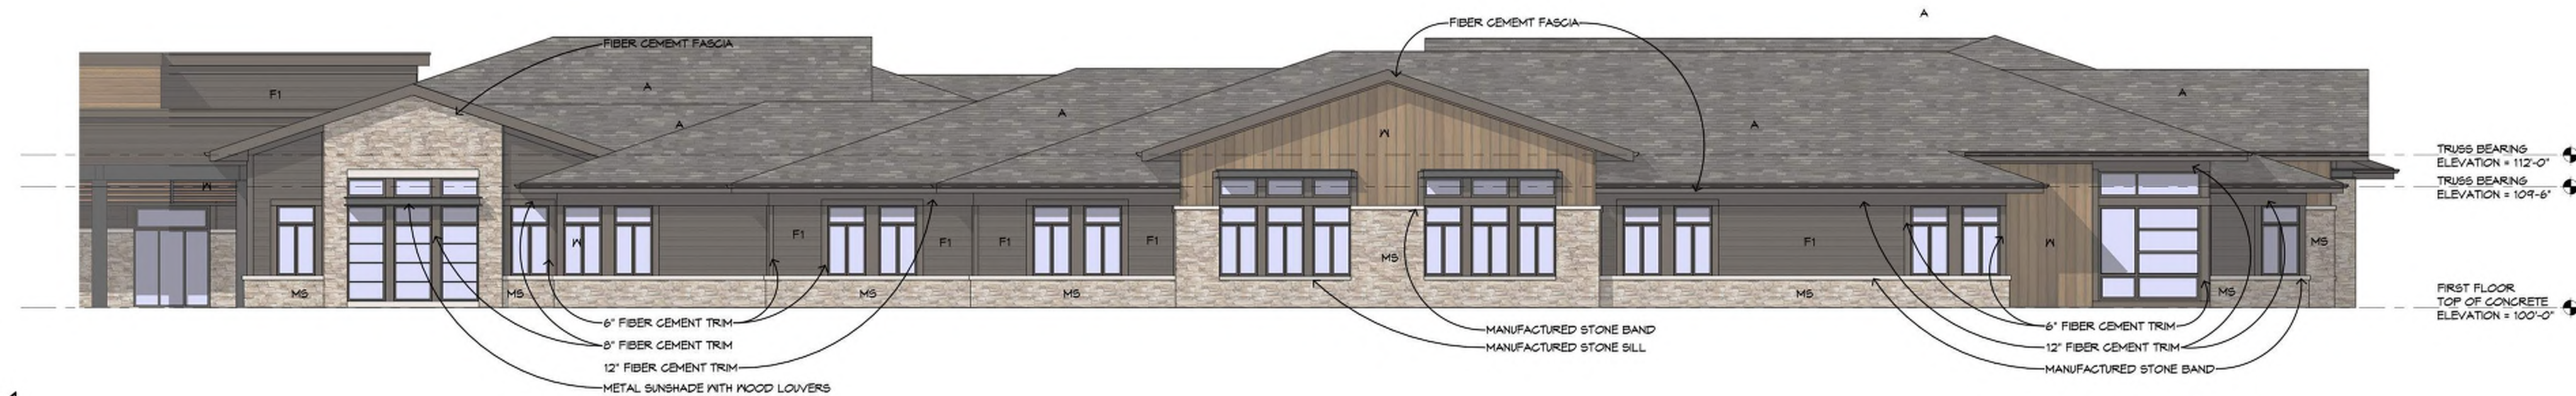 A
FIBER CEMEMT FASCIA
FIBER CEMEMT FASCIA
A
F1
A
A
A
A
W
A
TRUSS BEARING
ELEVATION = 112'-0"
TRUSS BEARING
ELEVATION = 109'-6"
W
W
F1
F1
F1
F1
MS
F1
W
MS
MS
MS
MS
MS
MS
MS
FIRST FLOOR
TOP OF CONCRETE
ELEVATION = 100'-0"
6" FIBER CEMENT TRIM
8" FIBER CEMENT TRIM
12" FIBER CEMENT TRIM
METAL SUNSHADE WITH WOOD LOUVERS
MANUFACTURED STONE BAND
MANUFACTURED STONE SILL
6" FIBER CEMENT TRIM
12" FIBER CEMENT TRIM
MANUFACTURED STONE BAND